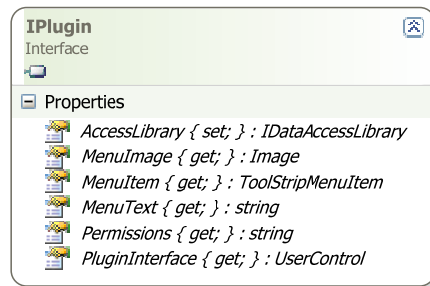 IPlugin
Interface
Properties
AccessLibrary { set; } : IDataAccessLibrary
MenuImage { get; } : Image
MenuItem { get; } : ToolStripMenuItem
MenuText { get; } : string
Permissions { get; } : string
PluginInterface { get; } : UserControl